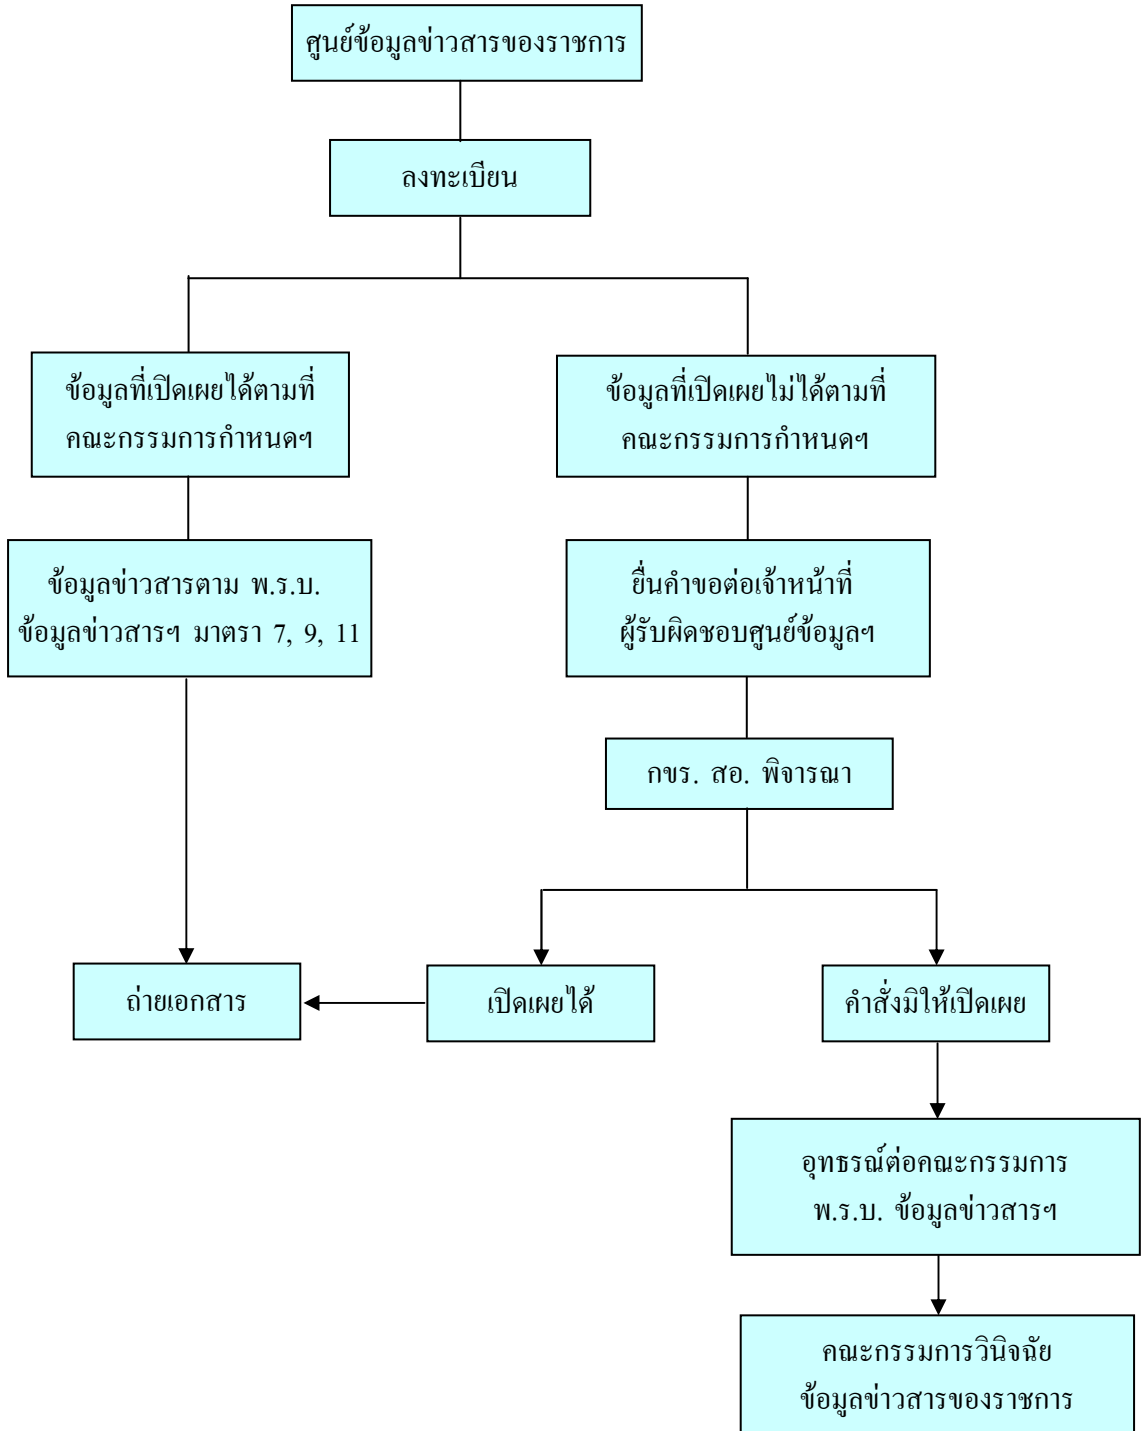 ศูนย์ข้อมูลข่าวสารของราชการ
ลงทะเบียน
ข้อมูลที่เปิดเผยได้ตามที่
คณะกรรมการกำหนดฯ
ข้อมูลที่เปิดเผยไม่ได้ตามที่
คณะกรรมการกำหนดฯ
ข้อมูลข่าวสารตาม พ.ร.บ.
ข้อมูลข่าวสารฯ มาตรา 7, 9, 11
ยื่นคำขอต่อเจ้าหน้าที่
ผู้รับผิดชอบศูนย์ข้อมูลฯ
กขร. สอ. พิจารณา
ถ่ายเอกสาร
เปิดเผยได้
คำสั่งมิให้เปิดเผย
อุทธรณ์ต่อคณะกรรมการ
พ.ร.บ. ข้อมูลข่าวสารฯ
คณะกรรมการวินิจฉัย
ข้อมูลข่าวสารของราชการ